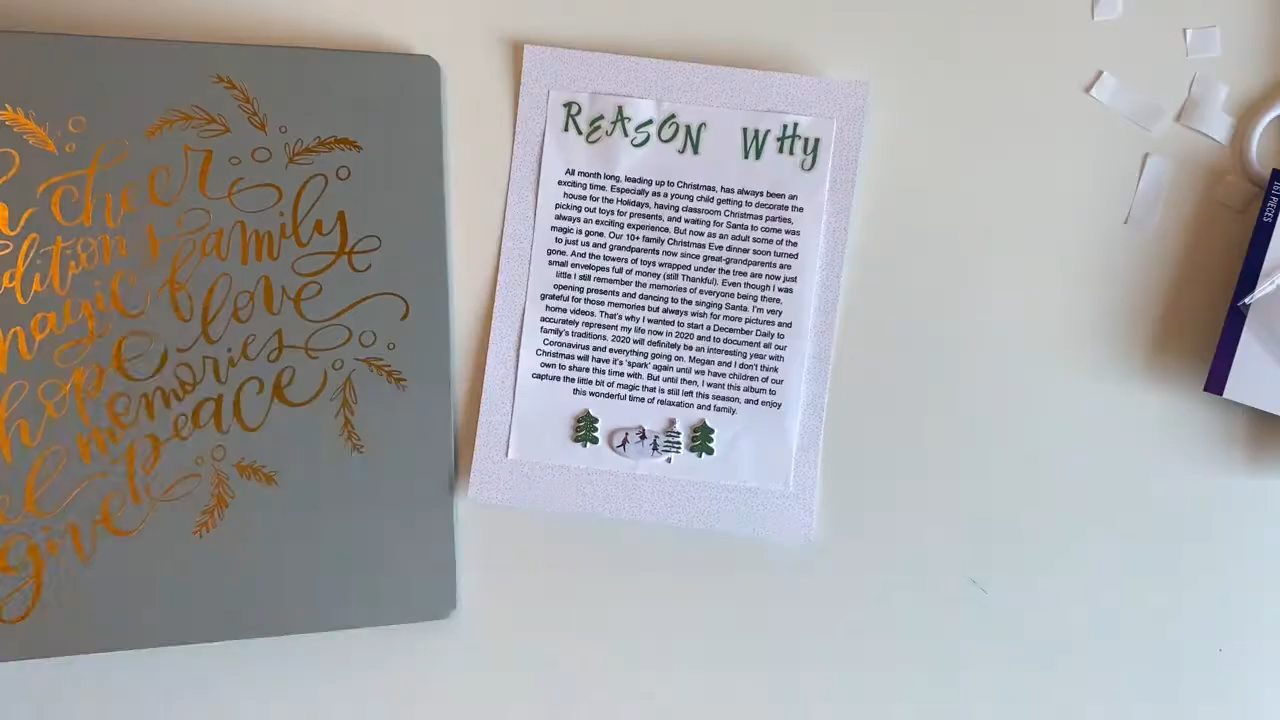 cheer
family
magic & love
hope
memories
peace
give
REASON WHY
All month long, leading up to Christmas, has always been an
exciting time. Especially as a young child getting to decorate the
house for the Holidays, having classroom Christmas parties,
picking out toys for presents, and waiting for Santa to come was
always an exciting experience. But now as an adult some of the
magic is gone. Our 10+ family Christmas Eve dinner soon turned
to just us and grandparents now since great-grandparents are
gone. And the towers of toys wrapped under the tree are now just
small envelopes full of money (still Thankful). Even though I was
little I still remember the memories of everyone being there,
opening presents and dancing to the singing Santa. I'm very
grateful for those memories but always wish for more pictures and
home videos. That's why I wanted to start a December Daily to
accurately represent my life now in 2020 and to document all our
family's traditions. 2020 will definitely be an interesting year with
Coronavirus and everything going on. Megan and I don't think
Christmas will have it's 'spark' again until we have children of our
own to share this time with. But until then, I want this album to
capture the little bit of magic that is still left this season, and enjoy
this wonderful time of relaxation and family.
161 PIECES